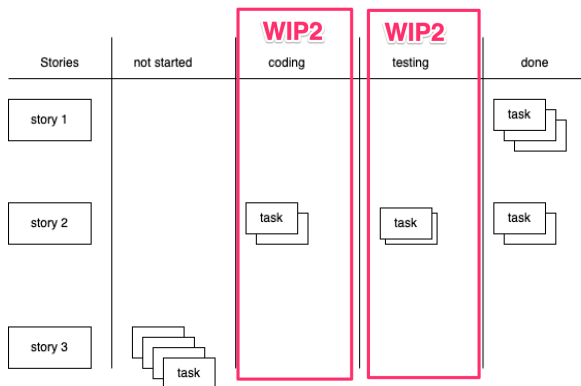 WIP2
WIP2
Stories
not started
coding
testing
done
story 1
task
story 2
task
task
task
story 3
task